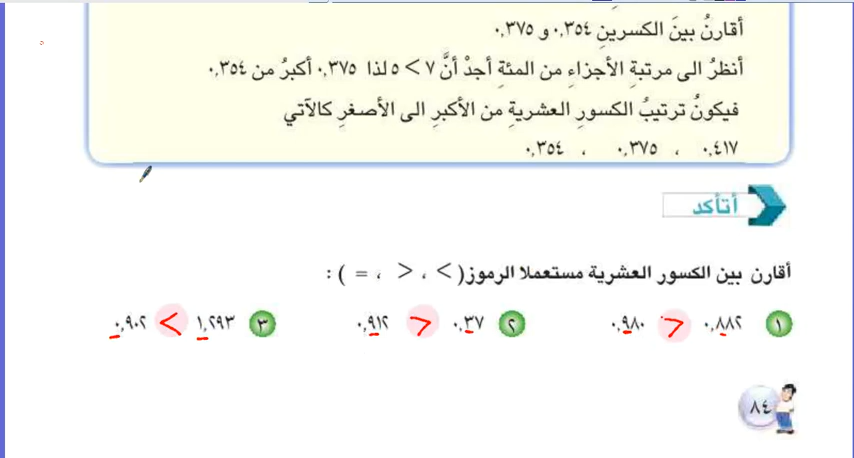 أقارنُ بينَ الكسرينِ ٠,٣٥٤ و ٠,٣٧٥
أنظرُ الى مرتبةِ الأجزاءِ من المئةِ أجدْ أنَّ ٧ > ٥ لذا ٠,٣٧٥ أكبرُ من ٠,٣٥٤
فيكونُ ترتيبُ الكسورِ العشريةِ من الأكبرِ الى الأصغرِ كالآتي
٠,٤١٧ ، ٠,٣٧٥ ، ٠,٣٥٤
أتأكد
أقارن بين الكسور العشرية مستعملا الرموز( > ، < ، = ) :
١ ٠,٨٨٢ < ٠,٩٨٠ ٢ ٠,٣٧ < ٠,٩١٢ ٣ ١,٢٩٣ > ٠,٩٠٢
٨٤